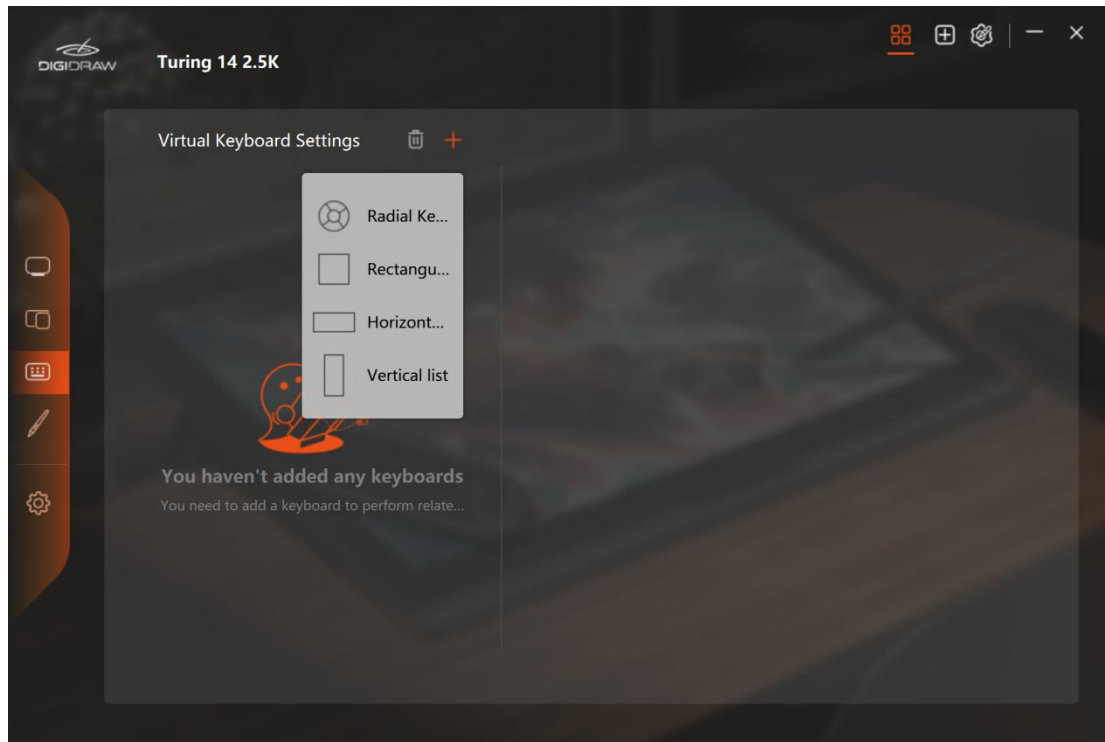 DIGIDRAW
Turing 14 2.5K
Virtual Keyboard Settings
Radial Ke...
Rectangu...
Horizont...
Vertical list
You haven't added any keyboards
You need to add a keyboard to perform relate...